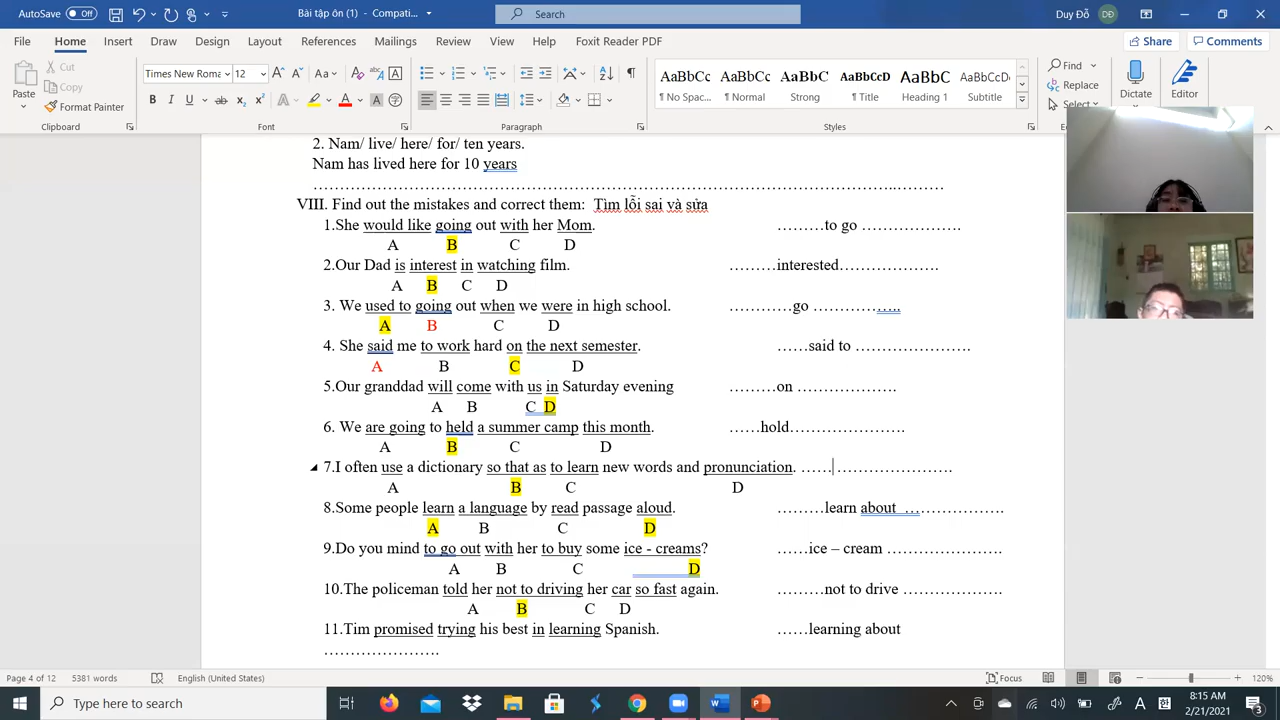 AutoSave Off Bài tập ôn (1) - Compati... Search Duy Đỗ DĐ
File Home Insert Draw Design Layout References Mailings Review View Help Foxit Reader PDF Share Comments
Paste Cut Copy Format Painter
Times New Roma 12
AaBbCc AaBbCc AaBbC AaBbCcD AaBbC AaBbCcD
¶ No Spac... ¶ Normal Strong ¶ Title Heading 1 Subtitle
Find Replace Select Dictate Editor
Clipboard Font Paragraph Styles
2. Nam/ live/ here/ for/ ten years.
Nam has lived here for 10 years
……………………………………………………………………………………..………
VIII. Find out the mistakes and correct them: Tìm lỗi sai và sửa
1.She would like going out with her Mom. ………to go ……………….
A B C D
2.Our Dad is interest in watching film. ………interested……………….
A B C D
3. We used to going out when we were in high school. …………go ……………..
A B C D
4. She said me to work hard on the next semester. ……said to ………………….
A B C D
5.Our granddad will come with us in Saturday evening ………on ……………….
A B C D
6. We are going to held a summer camp this month. ……hold………………….
A B C D
7.I often use a dictionary so that as to learn new words and pronunciation. …… ………………….
A B C D
8.Some people learn a language by read passage aloud. ………learn about ………………….
A B C D
9.Do you mind to go out with her to buy some ice - creams? ……ice – cream ………………….
A B C D
10.The policeman told her not to driving her car so fast again. ………not to drive ……………….
A B C D
11.Tim promised trying his best in learning Spanish. ……learning about
………………….
Page 4 of 12 5381 words English (United States) Focus 120%
Type here to search 8:15 AM
2/21/2021